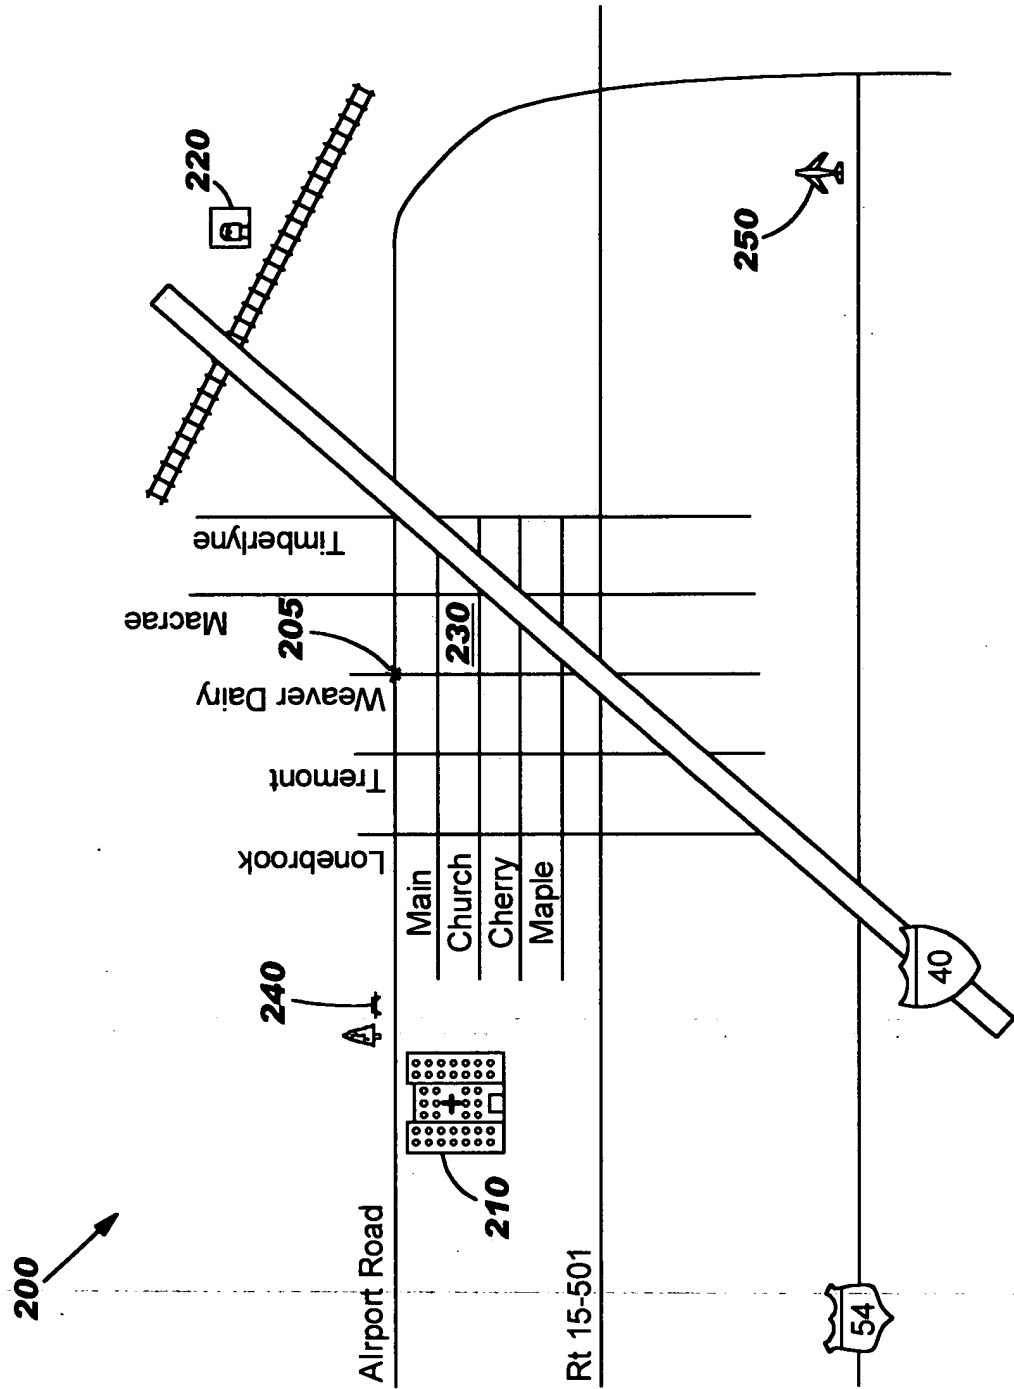 200
220
Lonebrook
Tremont
Weaver Dairy
Macrae
Timberlyne
240
205
Airport Road
Main
Church
230
Cherry
Maple
210
Rt 15-501
250
54
40